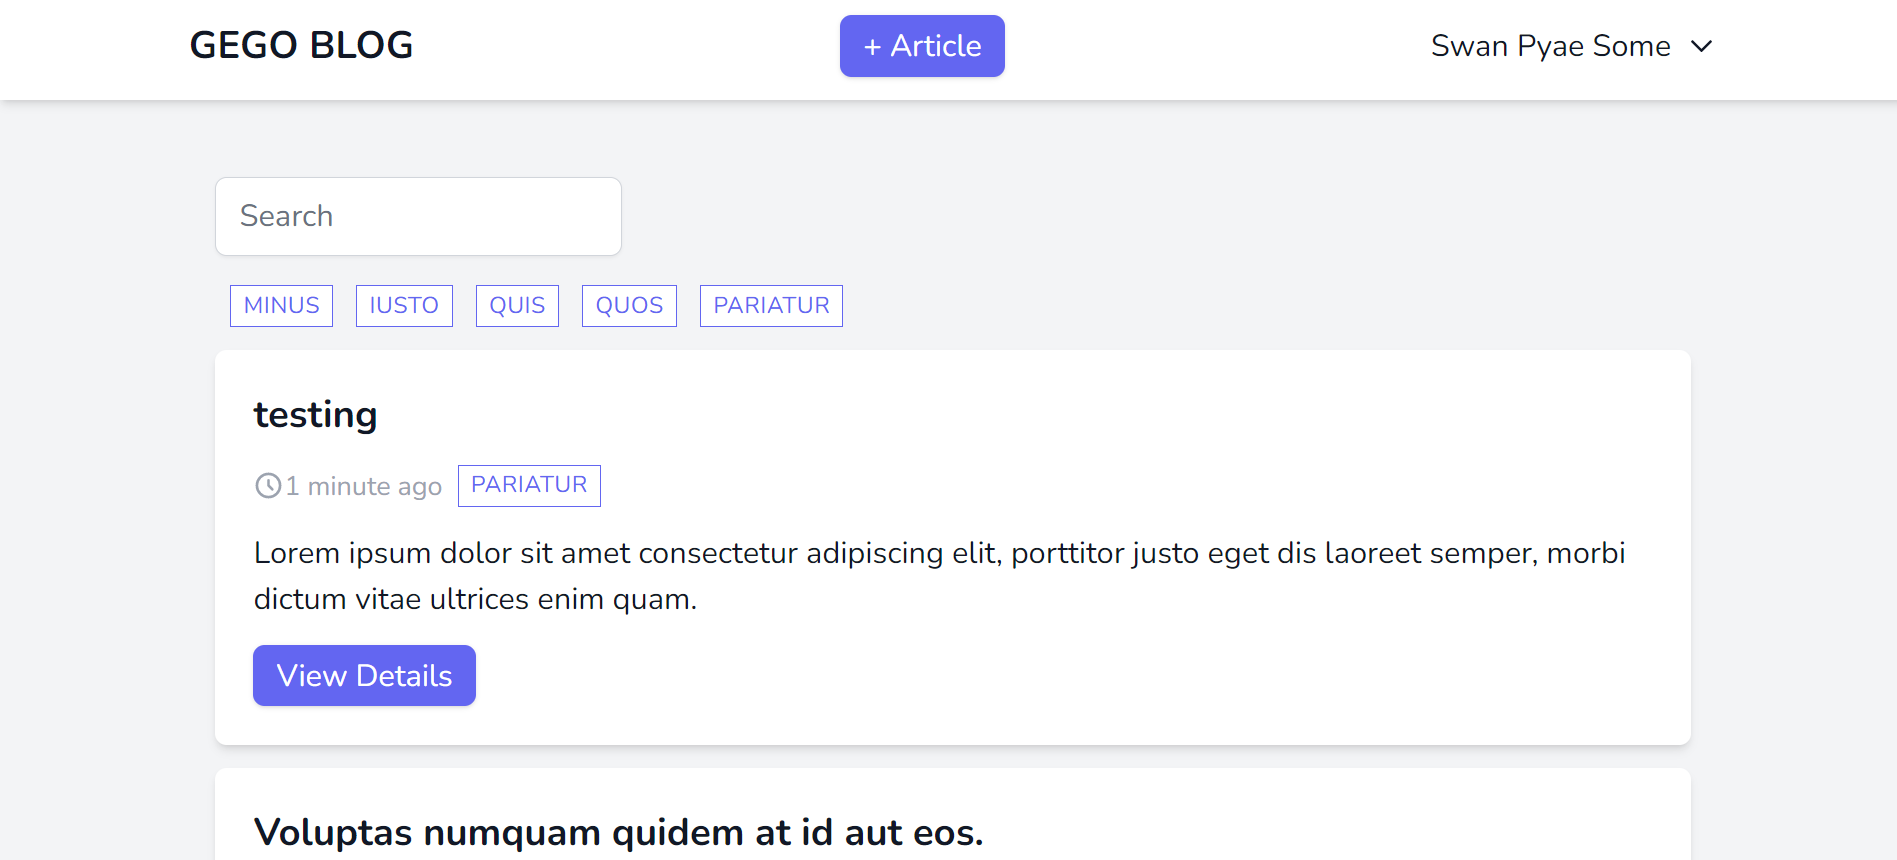 GEGO BLOG
+ Article
Swan Pyae Some
Search
MINUS IUSTO QUIS QUOS PARIATUR
testing
1 minute ago PARIATUR
Lorem ipsum dolor sit amet consectetur adipiscing elit, porttitor justo eget dis laoreet semper, morbi
dictum vitae ultrices enim quam.
View Details
Voluptas numquam quidem at id aut eos.